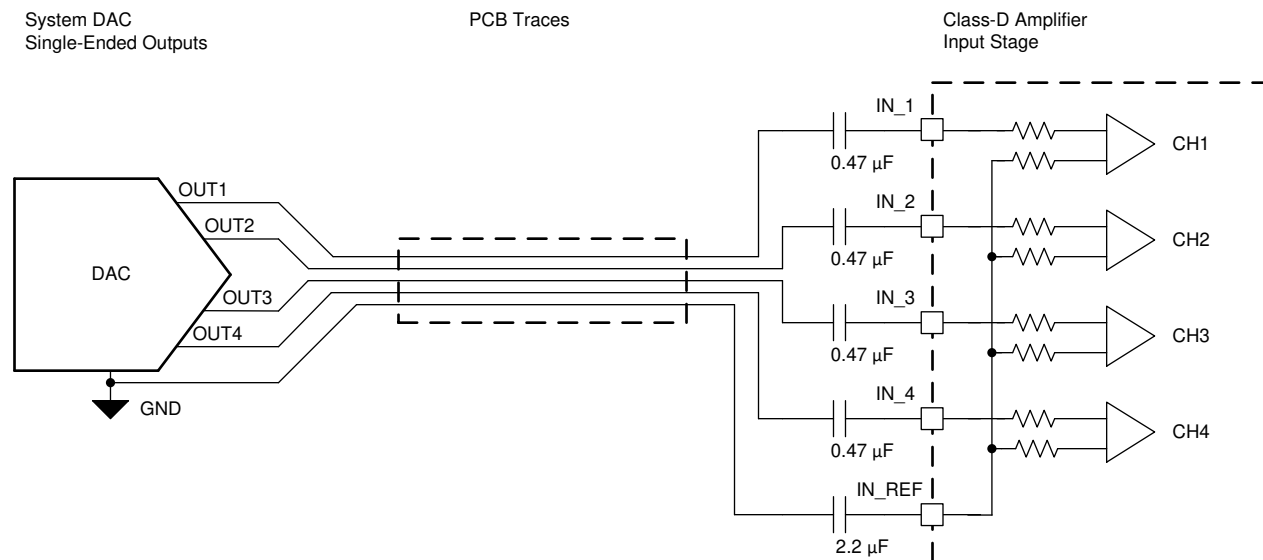 System DAC
Single-Ended Outputs
PCB Traces
Class-D Amplifier
Input Stage
IN_1
0.47 µF
CH1
OUT1
OUT2
IN_2
0.47 µF
CH2
DAC
OUT3
OUT4
IN_3
0.47 µF
CH3
GND
IN_4
0.47 µF
CH4
IN_REF
2.2 µF